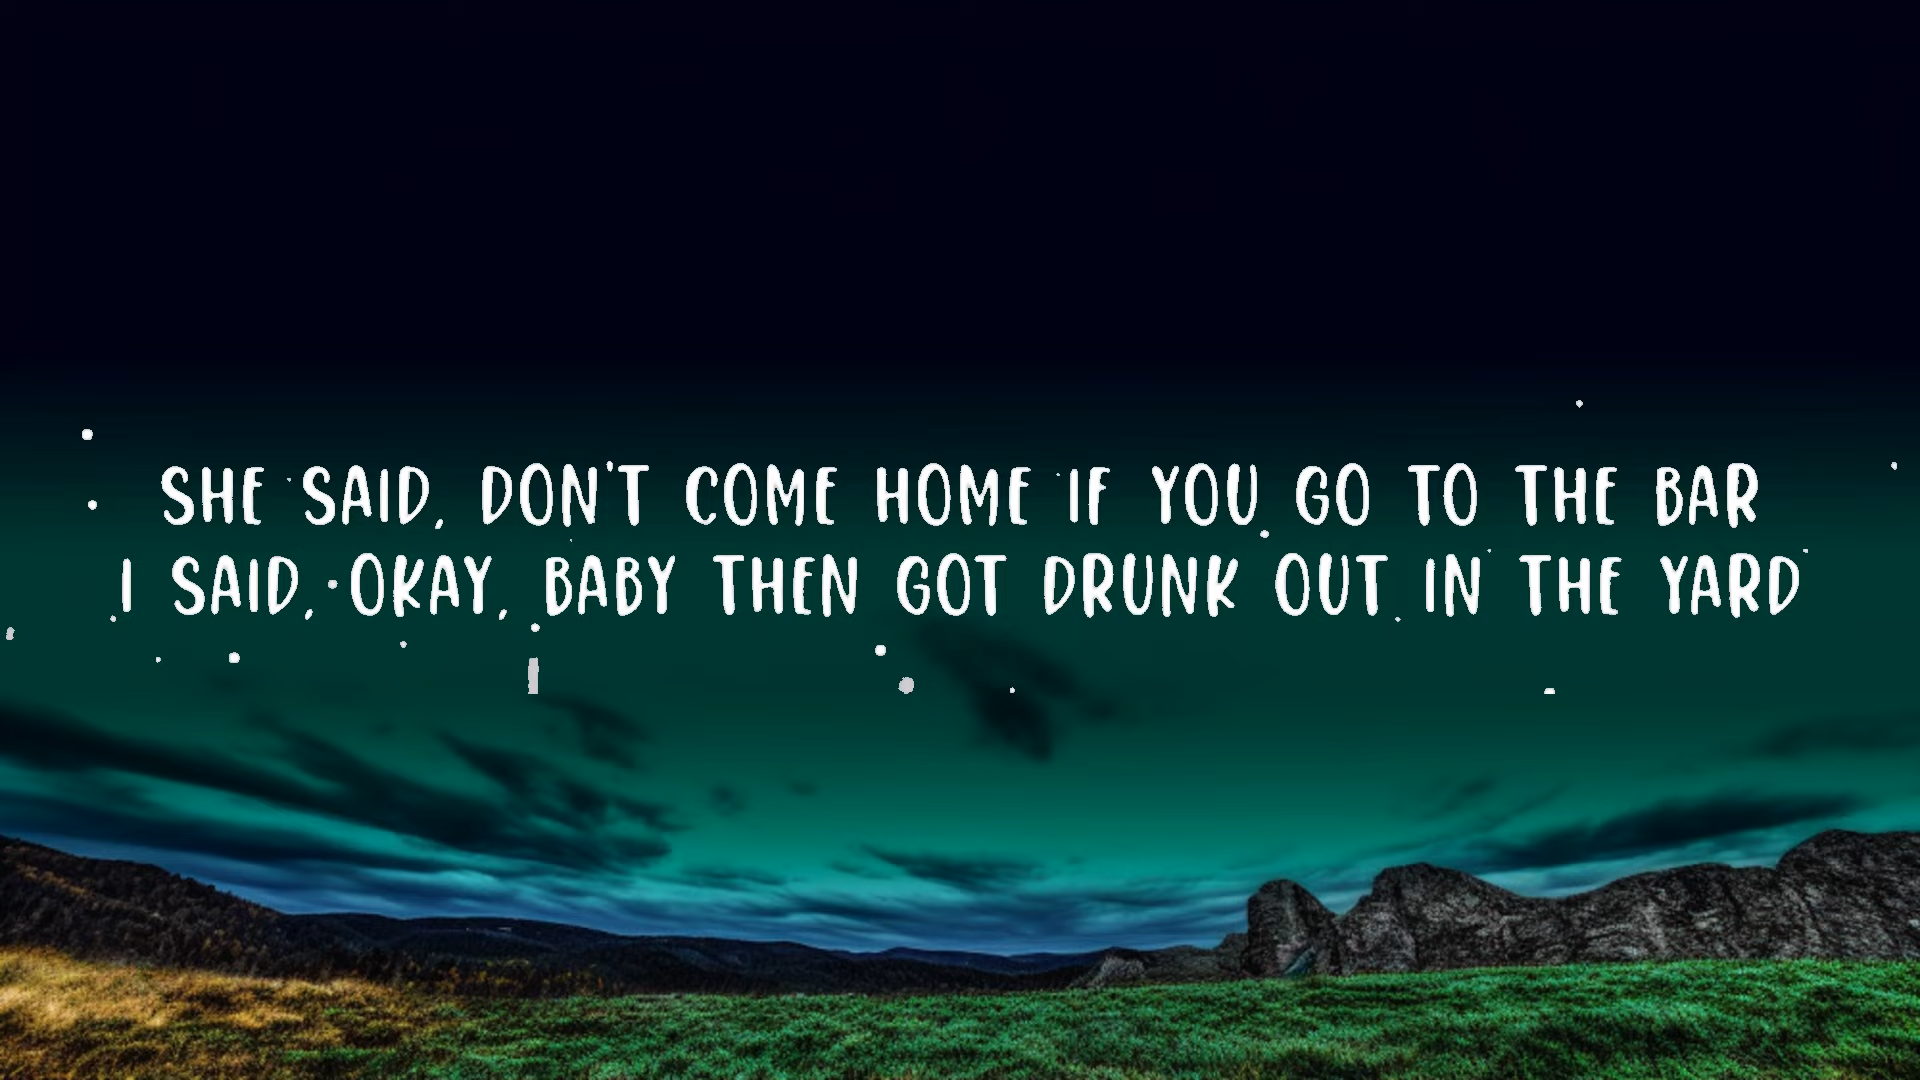 SHE SAID, DON'T COME HOME IF YOU GO TO THE BAR
I SAID, OKAY, BABY THEN GOT DRUNK OUT IN THE YARD